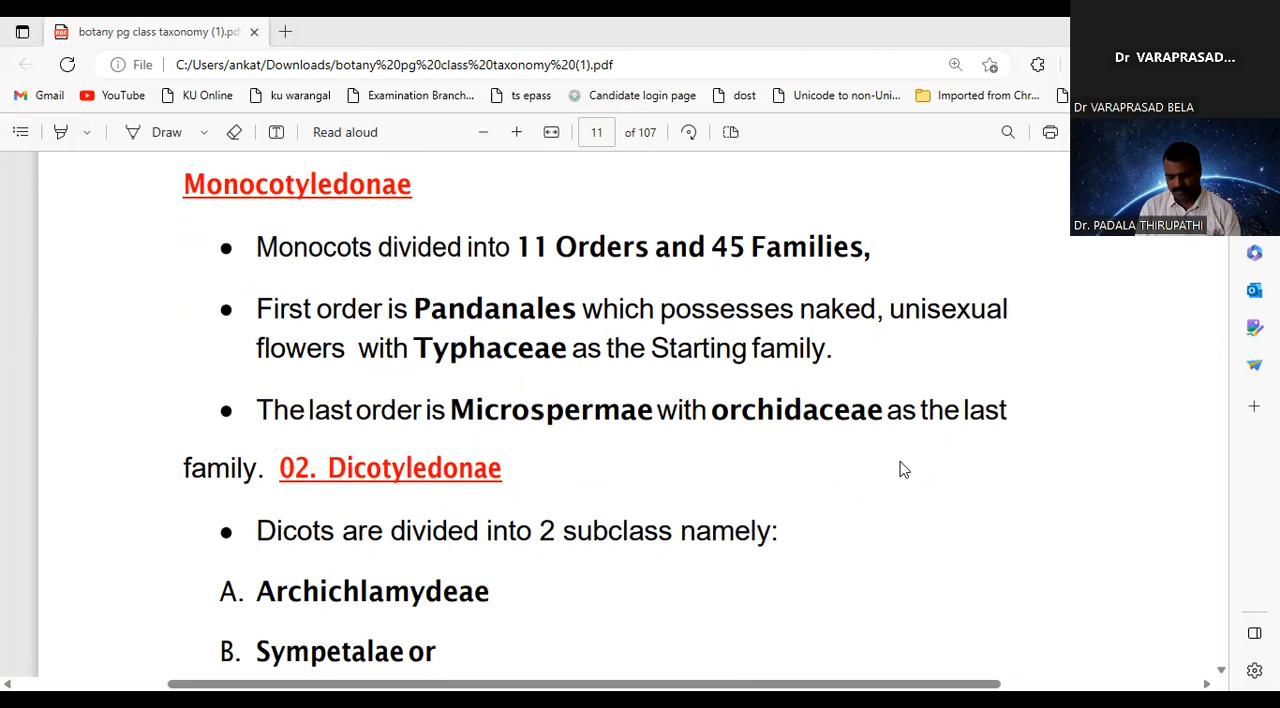 botany pg class taxonomy (1).pd
Dr VARAPRASAD...
File C:/Users/ankat/Downloads/botany%20pg%20class%20taxonomy%20(1).pdf
Gmail YouTube KU Online ku warangal Examination Branch... ts epass Candidate login page dost Unicode to non-Uni... Imported from Chr...
Dr VARAPRASAD BELA
Draw Read aloud 11 of 107
Monocotyledonae
Dr. PADALA THIRUPATHI
• Monocots divided into 11 Orders and 45 Families,
• First order is Pandanales which possesses naked, unisexual
flowers with Typhaceae as the Starting family.
• The last order is Microspermae with orchidaceae as the last
family. 02. Dicotyledonae
• Dicots are divided into 2 subclass namely:
A. Archichlamydeae
B. Sympetalae or